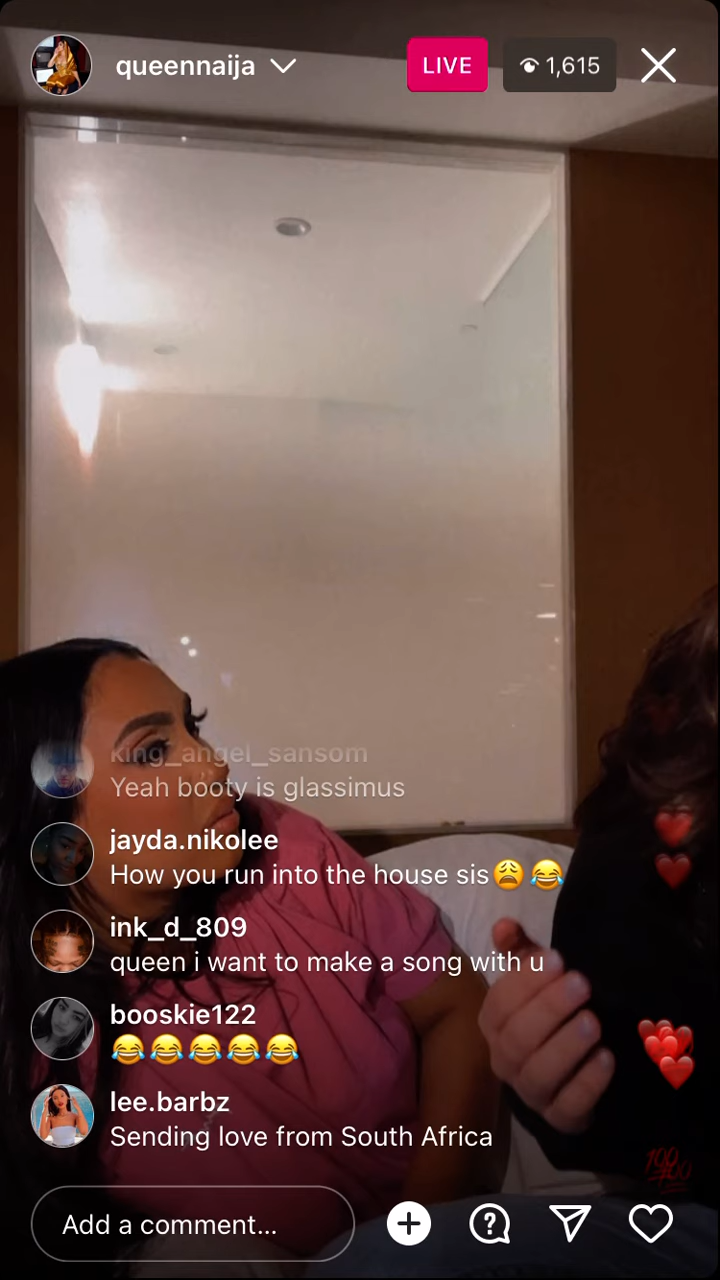 queennaija
LIVE
1,615
king_angel_sansom
Yeah booty is glassimus
jayda.nikolee
How you run into the house sis😩😂
ink_d_809
queen i want to make a song with u
booskie122
😂😂😂😂😂
lee.barbz
Sending love from South Africa
💯💯
Add a comment...